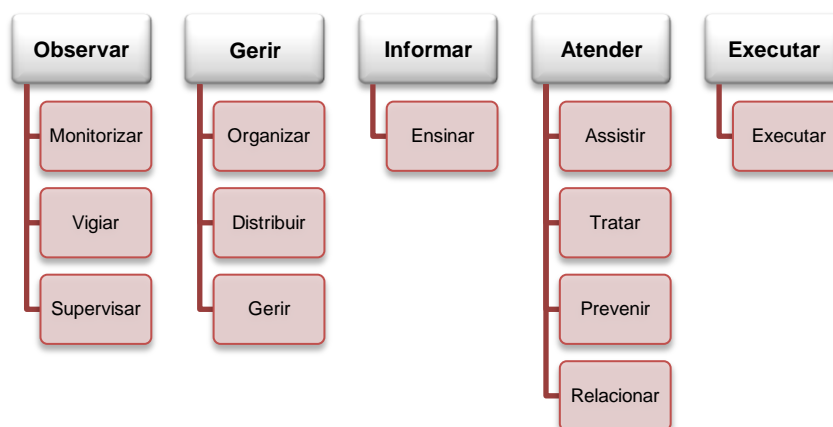 Observar
Monitorizar
Vigiar
Supervisar
Gerir
Organizar
Distribuir
Gerir
Informar
Ensinar
Atender
Assistir
Tratar
Prevenir
Relacionar
Executar
Executar